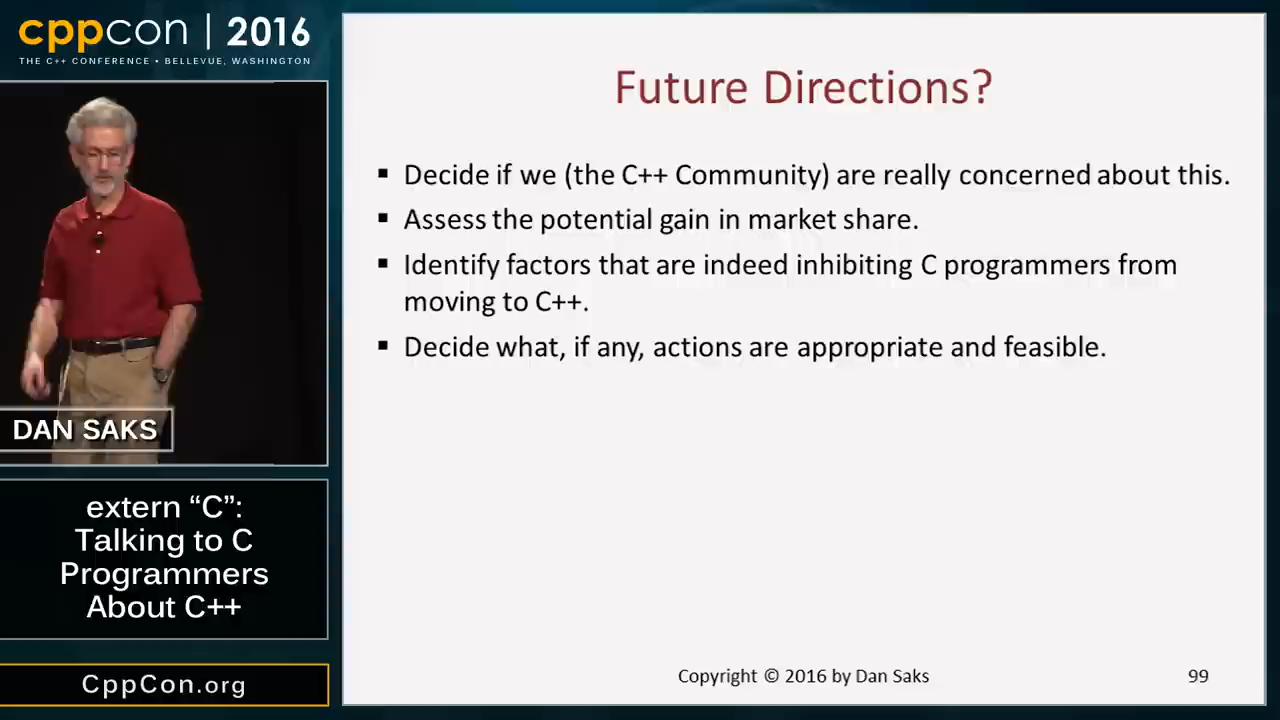 cppcon | 2016
THE C++ CONFERENCE • BELLEVUE, WASHINGTON
DAN SAKS
extern “C”:
Talking to C
Programmers
About C++
CppCon.org
Future Directions?
▪ Decide if we (the C++ Community) are really concerned about this.
▪ Assess the potential gain in market share.
▪ Identify factors that are indeed inhibiting C programmers from
moving to C++.
▪ Decide what, if any, actions are appropriate and feasible.
Copyright © 2016 by Dan Saks
99